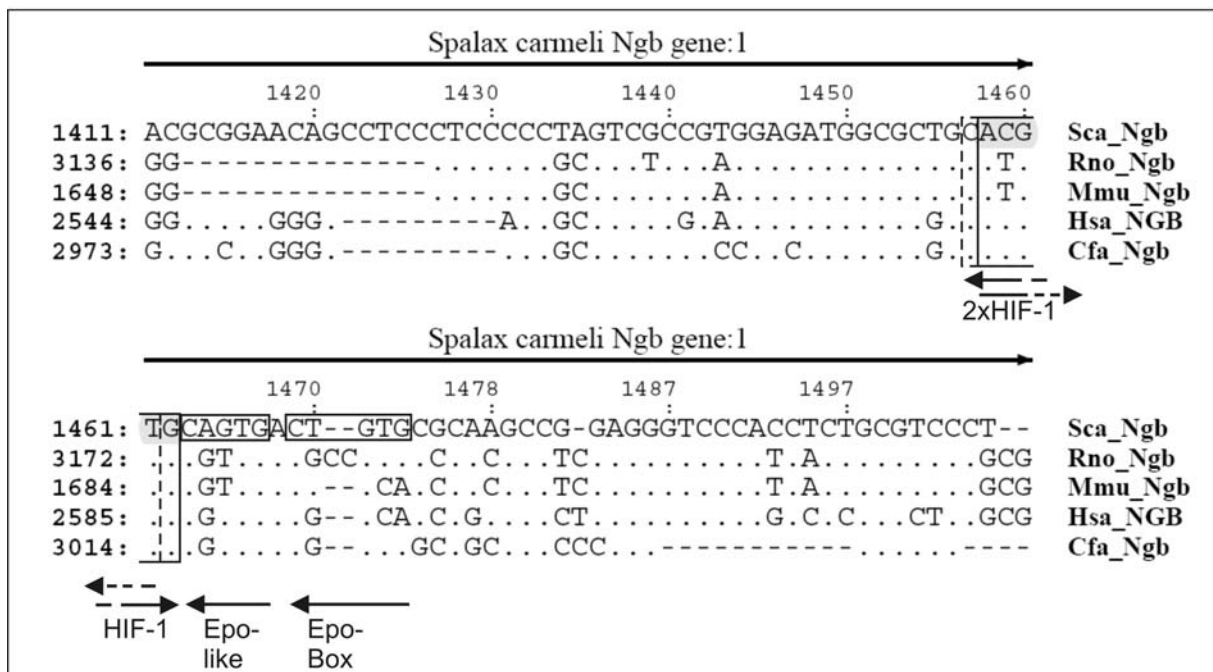 Spalax carmeli Ngb gene:1
1420 1430 1440 1450 1460
1411: ACGCGGAACAGCCTCCCTCCCCCTAGTCGCCGTGGAGATGGCGCTGCACG Sca_Ngb
3136: GG--------------.......GC...T...A...............T. Rno_Ngb
1648: GG--------------.......GC.......A...............T. Mmu_Ngb
2544: GG.....GGG.---------A..GC.....G.A...........G..... Hsa_NGB
2973: G...C..GGG.---------...GC.......CC..C.......G..... Cfa_Ngb
2xHIF-1
Spalax carmeli Ngb gene:1
1470 1478 1487 1497
1461: TGCAGTGACT--GTGCGCAAGCCG-GAGGGTCCCACCTCTGCGTCCCT-- Sca_Ngb
3172: ...GT....GCC....C..C...TC..........T.A.........GCG Rno_Ngb
1684: ...GT.....--.CA.C..C...TC..........T.A.........GCG Mmu_Ngb
2585: ...G.....G--.CA.C.G....CT..........G.C.C...CT..GCG Hsa_NGB
3014: ...G.....G--...GC.GC...CCC...----------.......---- Cfa_Ngb
HIF-1 Epo-like Epo-Box